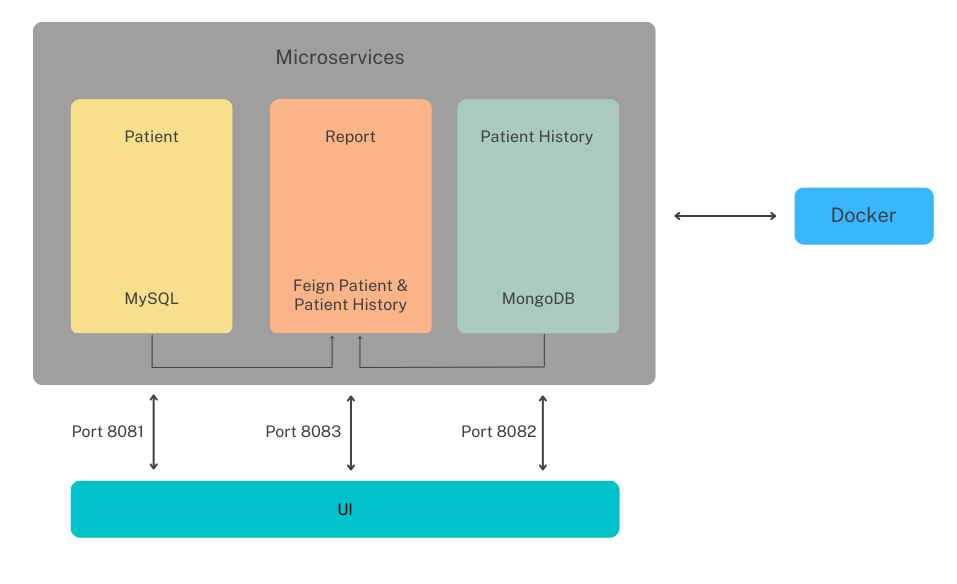 Microservices
Patient
Report
Patient History
Docker
MySQL
Feign Patient &
Patient History
MongoDB
Port 8081
Port 8083
Port 8082
UI